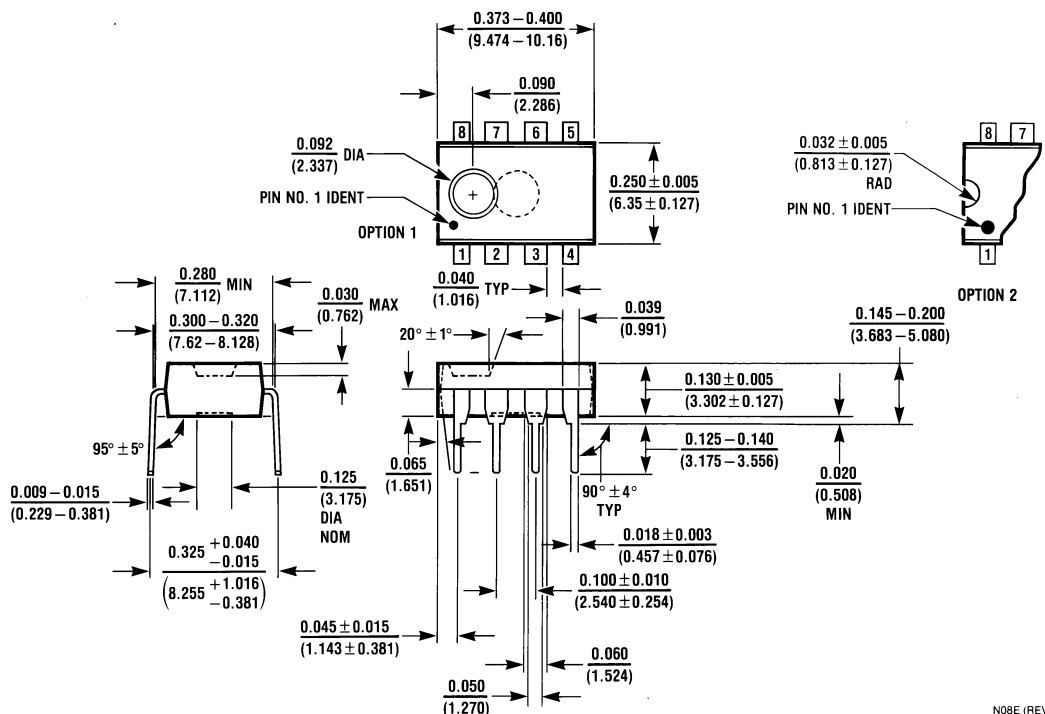 0.373 – 0.400
(9.474 – 10.16)
0.090
(2.286)
8 7 6 5
0.092
(2.337)
DIA
PIN NO. 1 IDENT
OPTION 1
+
1 2 3 4
0.250 ± 0.005
(6.35 ± 0.127)
0.032 ± 0.005
(0.813 ± 0.127)
RAD
PIN NO. 1 IDENT
8 7
1
OPTION 2
0.280
(7.112)
MIN
0.300 – 0.320
(7.62 – 8.128)
0.030
(0.762)
MAX
0.040
(1.016)
TYP
20° ± 1°
0.039
(0.991)
0.145 – 0.200
(3.683 – 5.080)
0.130 ± 0.005
(3.302 ± 0.127)
0.125 – 0.140
(3.175 – 3.556)
0.020
(0.508)
MIN
95° ± 5°
0.009 – 0.015
(0.229 – 0.381)
0.125
(3.175)
DIA
NOM
0.065
(1.651)
90° ± 4°
TYP
0.018 ± 0.003
(0.457 ± 0.076)
0.325 +0.040
–0.015
(8.255 +1.016
–0.381)
0.100 ± 0.010
(2.540 ± 0.254)
0.045 ± 0.015
(1.143 ± 0.381)
0.060
(1.524)
0.050
(1.270)
N08E (REV